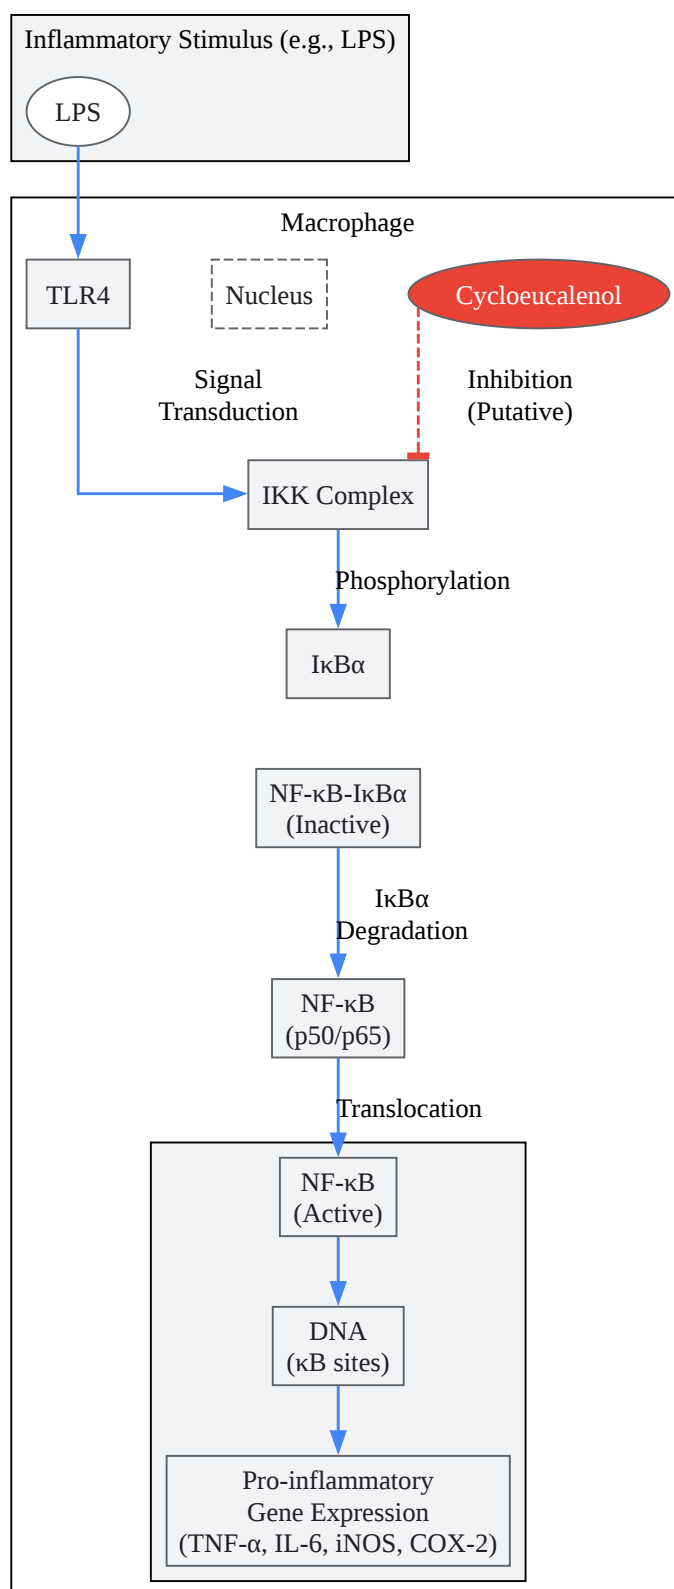 Inflammatory Stimulus (e.g., LPS)
LPS
Macrophage
TLR4
Nucleus
Cycloeucalenol
Signal
Transduction
Inhibition
(Putative)
IKK Complex
Phosphorylation
IκBα
NF-κB-IκBα
(Inactive)
IκBα
Degradation
NF-κB
(p50/p65)
Translocation
NF-κB
(Active)
DNA
(κB sites)
Pro-inflammatory
Gene Expression
(TNF-α, IL-6, iNOS, COX-2)